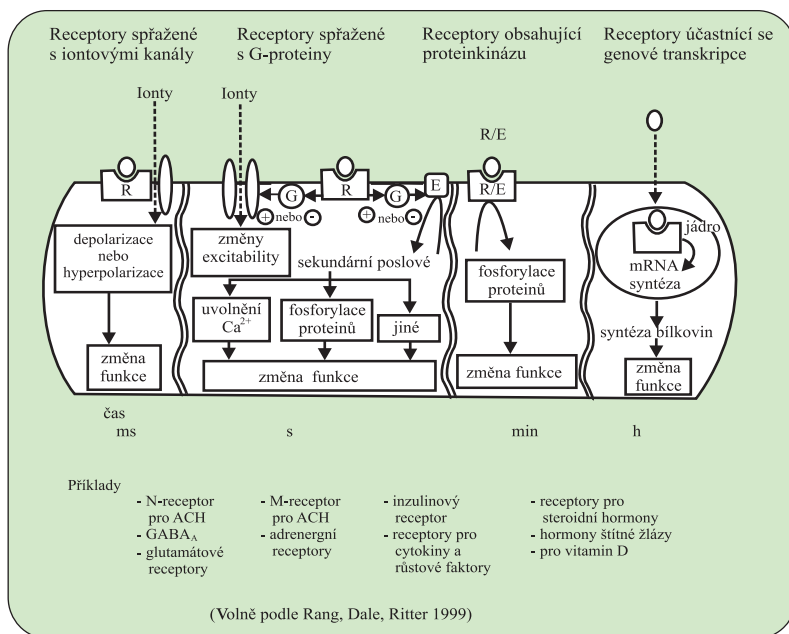 Receptory spřažené
s iontovými kanály
Receptory spřažené
s G-proteiny
Receptory obsahující
proteinkinázu
Receptory účastnící se
genové transkripce
Ionty
Ionty
R/E
R
G
R
G
E
R/E
+ nebo -
+ nebo -
jádro
mRNA
syntéza
depolarizace
nebo
hyperpolarizace
změny
excitability
sekundární poslové
fosforylace
proteinů
uvolnění
Ca2+
fosforylace
proteinů
jiné
syntéza bílkovin
změna
funkce
změna funkce
změna funkce
změna
funkce
čas
ms
s
min
h
Příklady
- N-receptor
pro ACH
- GABAA
- glutamátové
receptory
- M-receptor
pro ACH
- adrenergní
receptory
- inzulinový
receptor
- receptory pro
cytokiny a
růstové faktory
- receptory pro
steroidní hormony
- hormony štítné žlázy
- pro vitamin D
(Volně podle Rang, Dale, Ritter 1999)